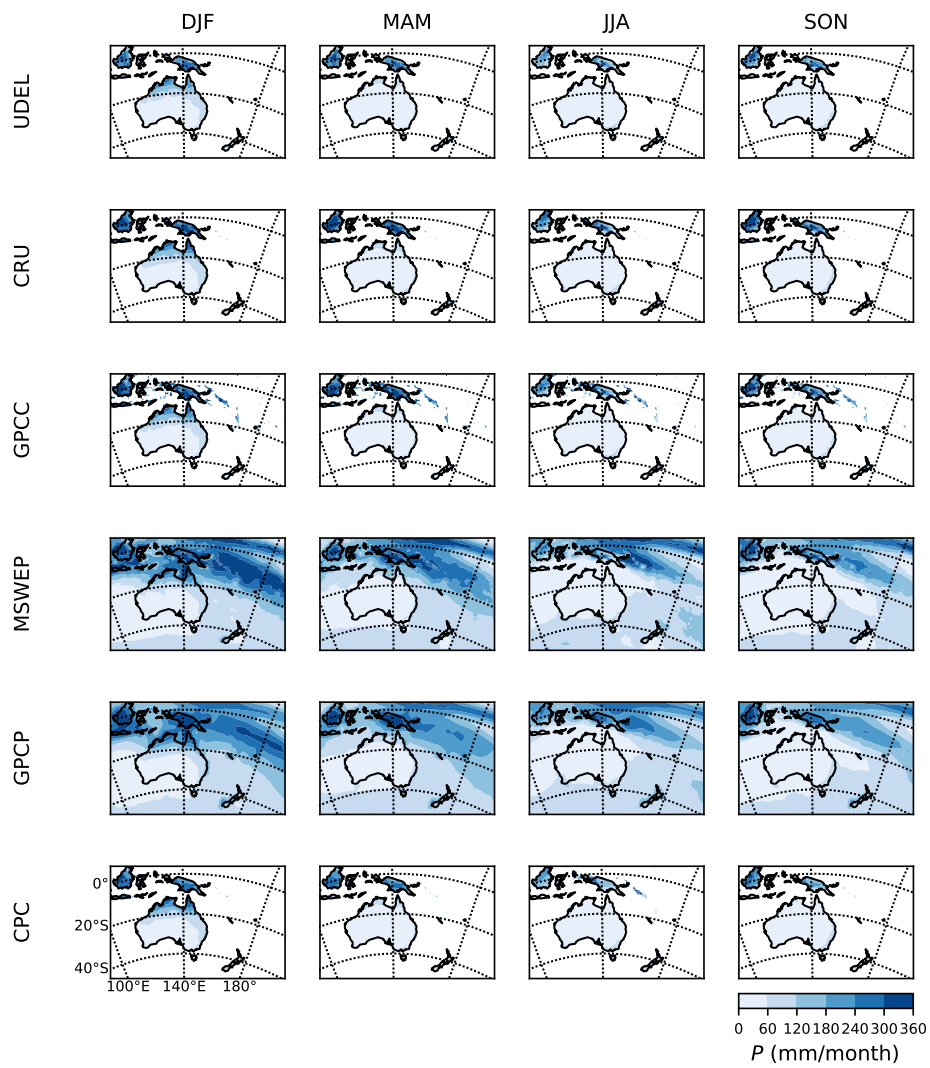 DJF MAM JJA SON
UDEL
CRU
GPCC
MSWEP
GPCP
CPC
0°
20°S
40°S
100°E 140°E 180°
0 60 120 180 240 300 360
P (mm/month)